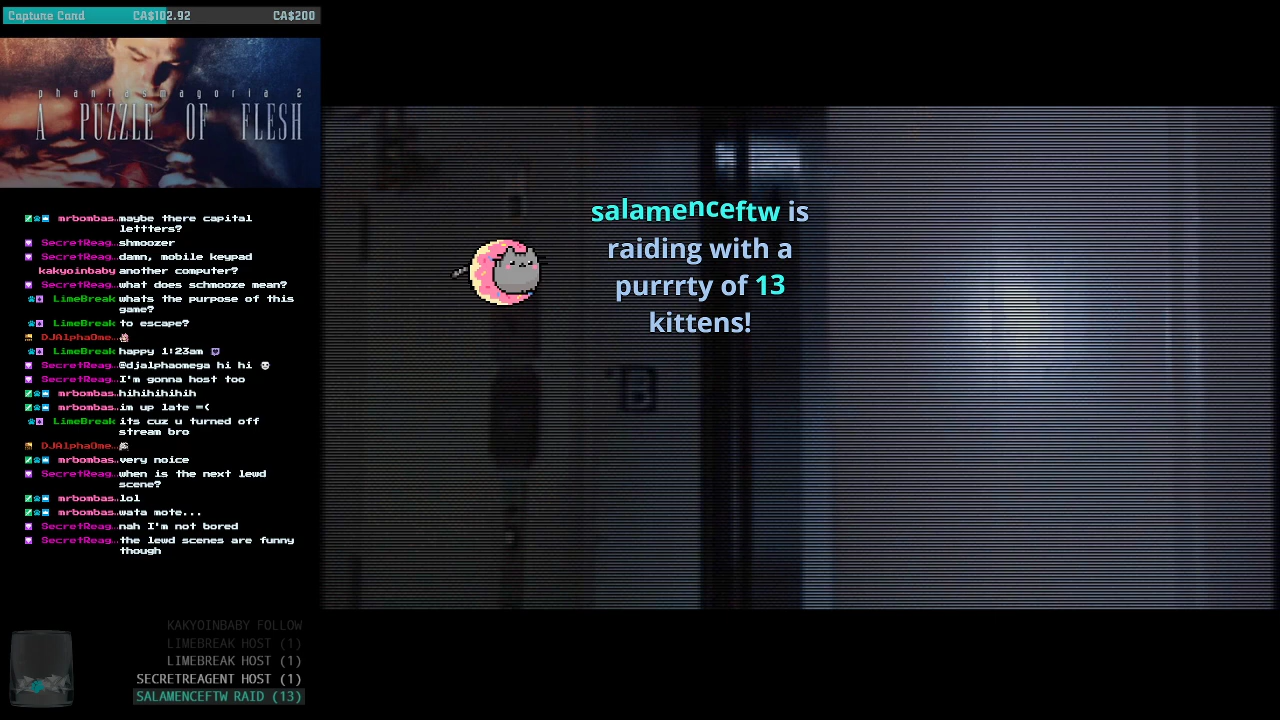 Capture Card CA$102.92 CA$200
phantasmagoria 2
A PUZZLE OF FLESH
mrbombas… maybe there capital
lettters?
SecretReag… shmoozer
SecretReag… damn, mobile keypad
kakyoinbaby another computer?
SecretReag… what does schmooze mean?
LimeBreak whats the purpose of this
game?
LimeBreak to escape?
DJAlphaOme…
LimeBreak happy 1:23am
SecretReag… @djalphaomega hi hi
SecretReag… I'm gonna host too
mrbombas… hihihihihih
mrbombas… im up late =(
LimeBreak its cuz u turned off
stream bro
DJAlphaOme…
mrbombas… very noice
SecretReag… when is the next lewd
scene?
mrbombas… lol
mrbombas… wata mote...
SecretReag… nah I'm not bored
SecretReag… the lewd scenes are funny
though
KAKYOINBABY FOLLOW
LIMEBREAK HOST (1)
LIMEBREAK HOST (1)
SECRETREAGENT HOST (1)
SALAMENCEFTW RAID (13)
salamenceftw is
raiding with a
purrrty of 13
kittens!